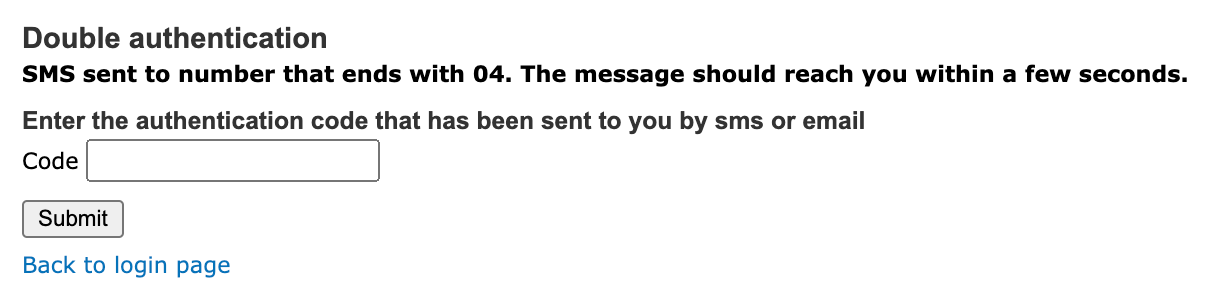 Double authentication
SMS sent to number that ends with 04. The message should reach you within a few seconds.
Enter the authentication code that has been sent to you by sms or email
Code
Submit
Back to login page